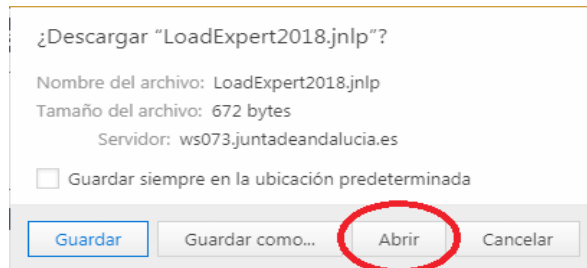 ¿Descargar “LoadExpert2018.jnlp”?
Nombre del archivo: LoadExpert2018.jnlp
Tamaño del archivo: 672 bytes
Servidor: ws073.juntadeandalucia.es
Guardar siempre en la ubicación predeterminada
Guardar Guardar como... Abrir Cancelar